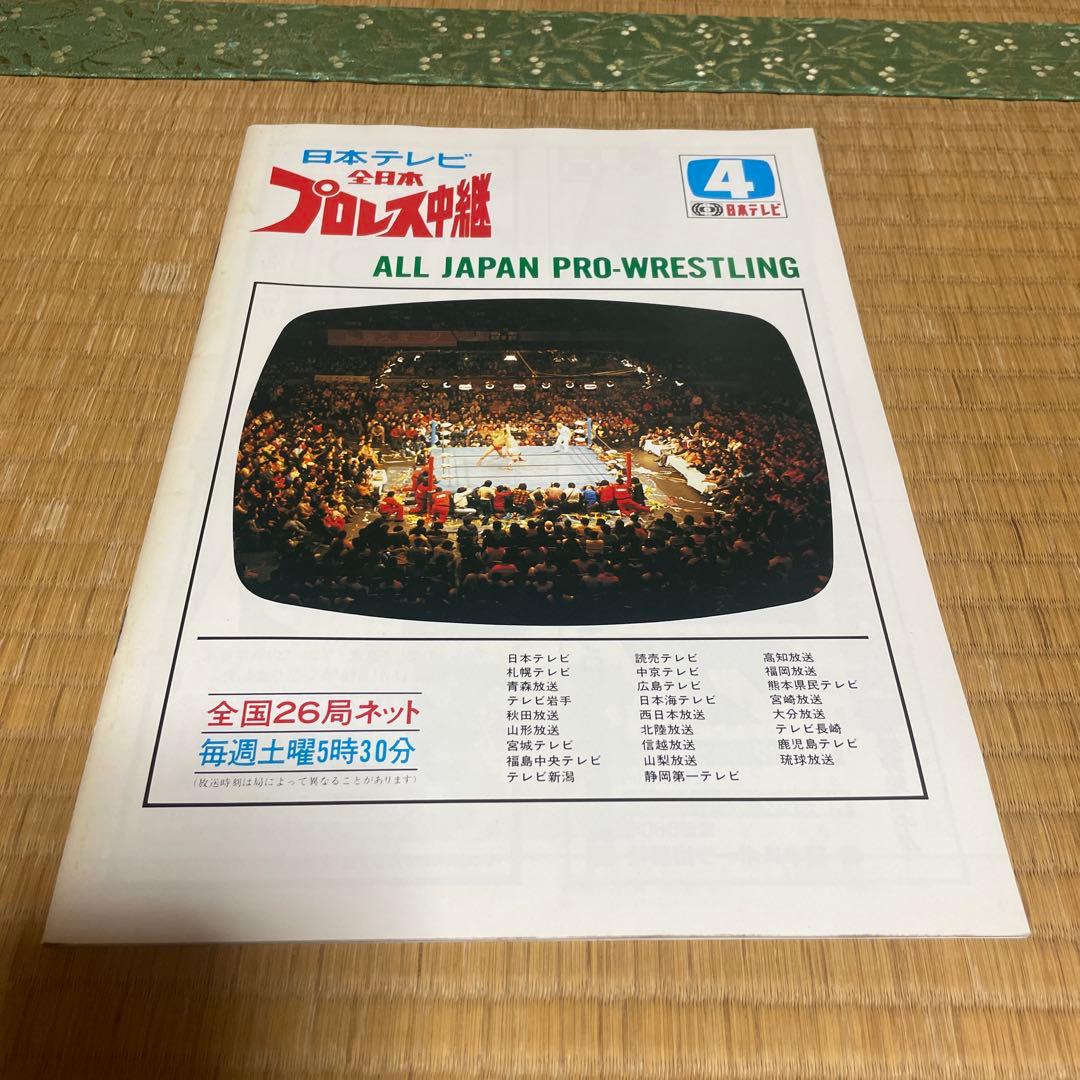 日本テレビ
全日本
プロレス中継
4
日本テレビ
ALL JAPAN PRO-WRESTLING
全国26局ネット
毎週土曜5時30分
(放送時刻は局によって異なることがあります)
日本テレビ
札幌テレビ
青森放送
テレビ岩手
秋田放送
山形放送
宮城テレビ
福島中央テレビ
テレビ新潟
読売テレビ
中京テレビ
広島テレビ
日本海テレビ
西日本放送
北陸放送
信越放送
山梨放送
静岡第一テレビ
高知放送
福岡放送
熊本県民テレビ
宮崎放送
大分放送
テレビ長崎
鹿児島テレビ
琉球放送